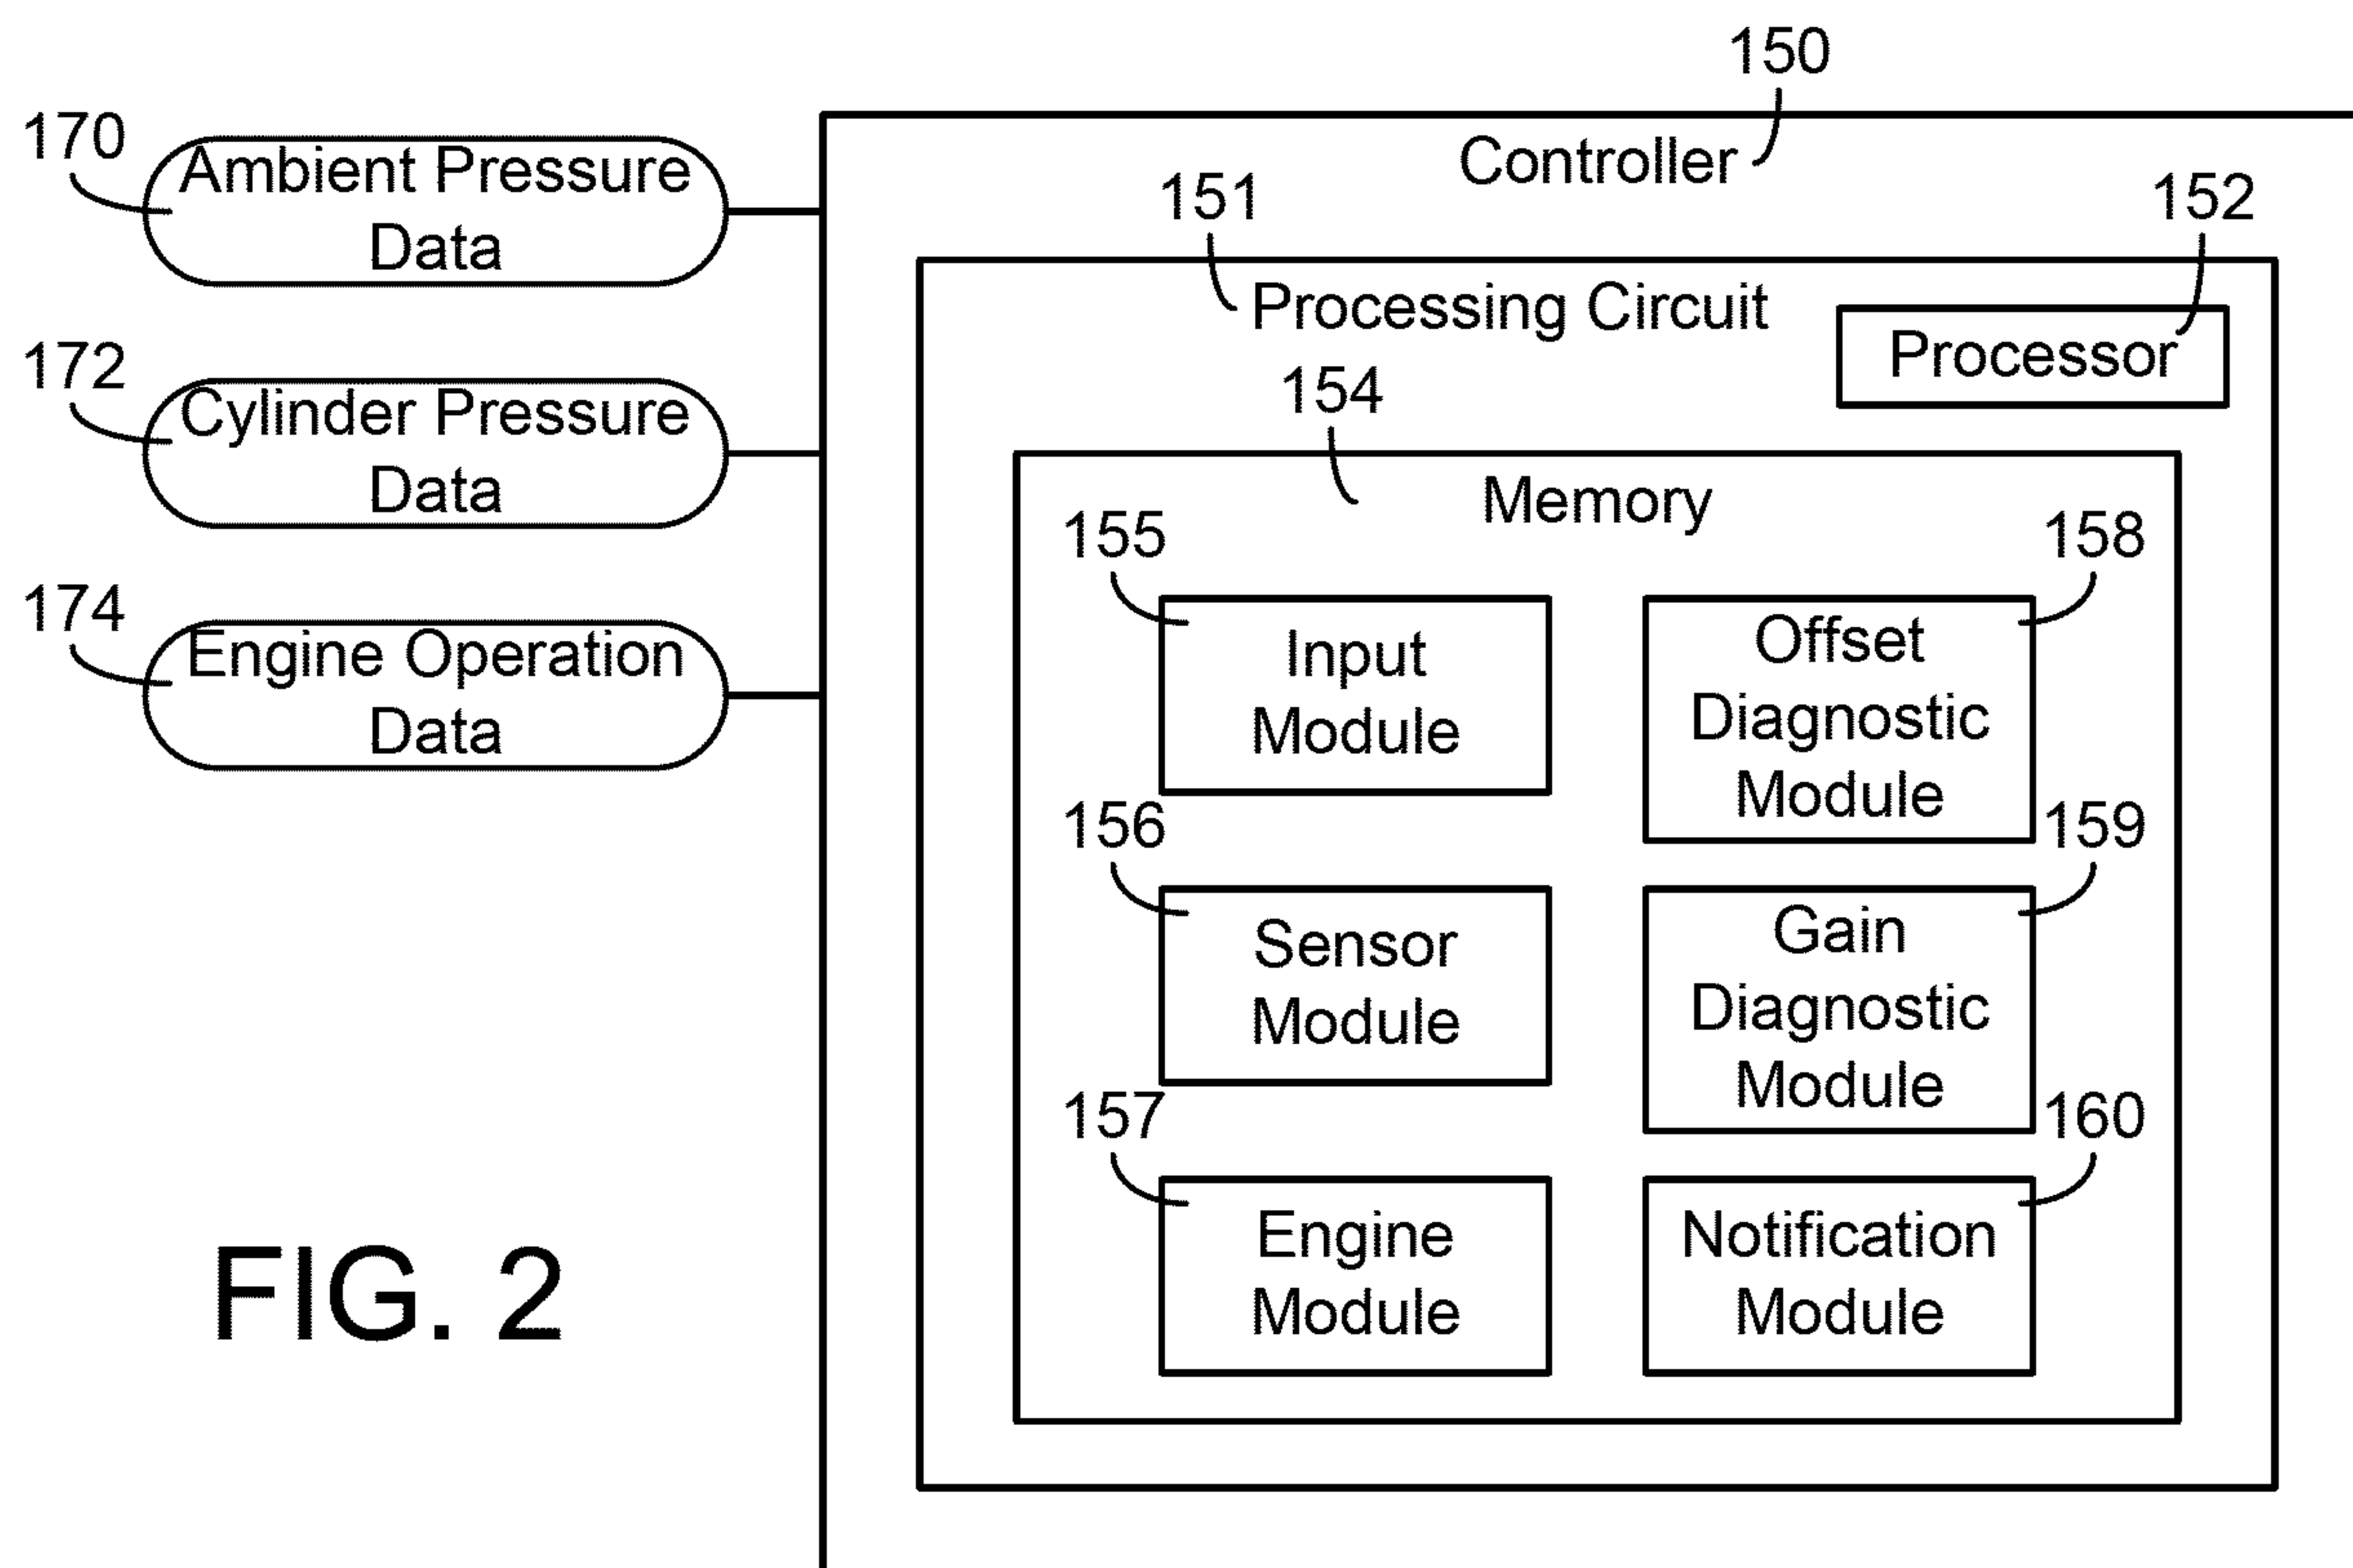 150
170
Ambient Pressure
Data
Controller
151
152
Processing Circuit
Processor
172
Cylinder Pressure
Data
154
Memory
174
Engine Operation
Data
155
158
Input
Module
Offset
Diagnostic
Module
156
159
Sensor
Module
Gain
Diagnostic
Module
157
160
Engine
Module
Notification
Module
FIG. 2